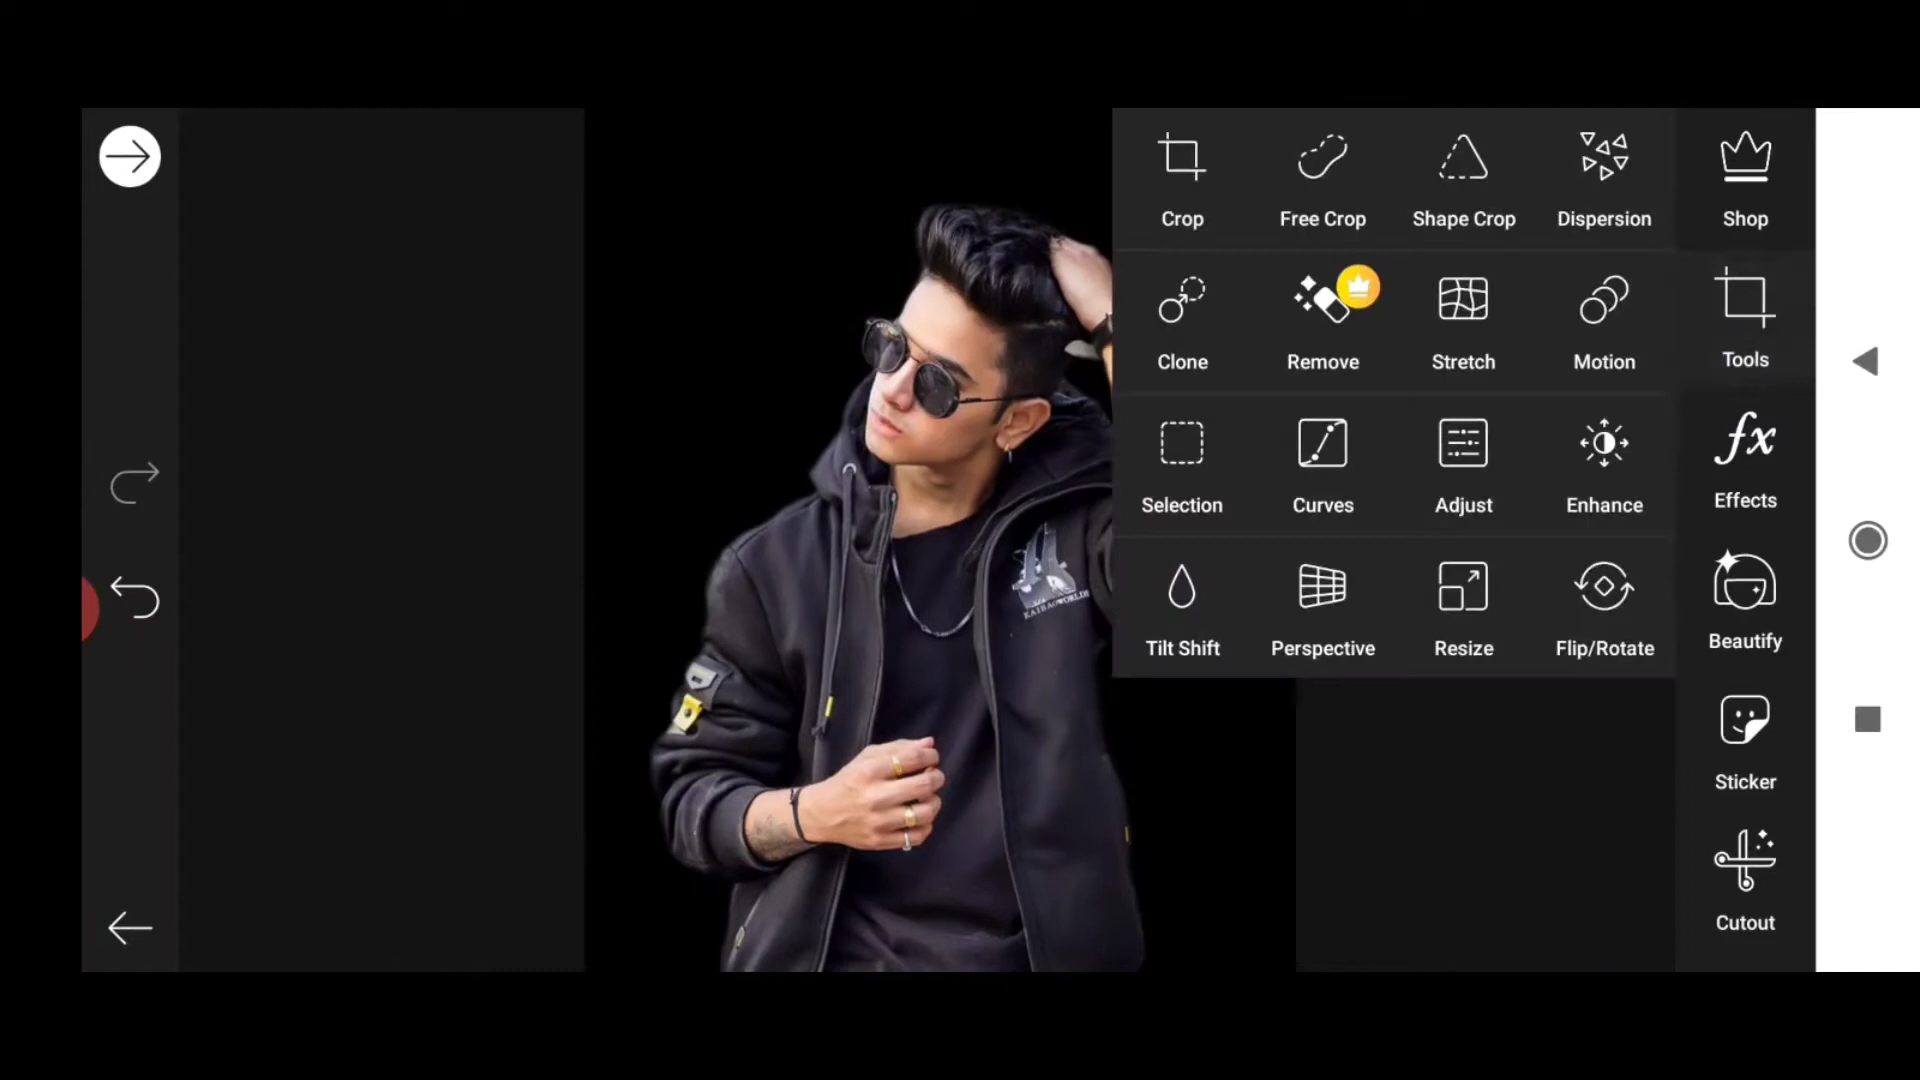 Crop Free Crop Shape Crop Dispersion Shop
Clone Remove Stretch Motion Tools
Selection Curves Adjust Enhance Effects
Tilt Shift Perspective Resize Flip/Rotate Beautify
Sticker
Cutout
KAIHAOWORLDS